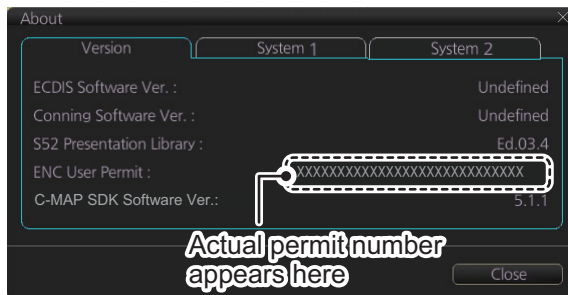 About
Version System 1 System 2
ECDIS Software Ver. : Undefined
Conning Software Ver. : Undefined
S52 Presentation Library : Ed.03.4
ENC User Permit : XXXXXXXXXXXXXXXXXXXXXXXXXXXX
C-MAP SDK Software Ver.: 5.1.1
Actual permit number
appears here
Close